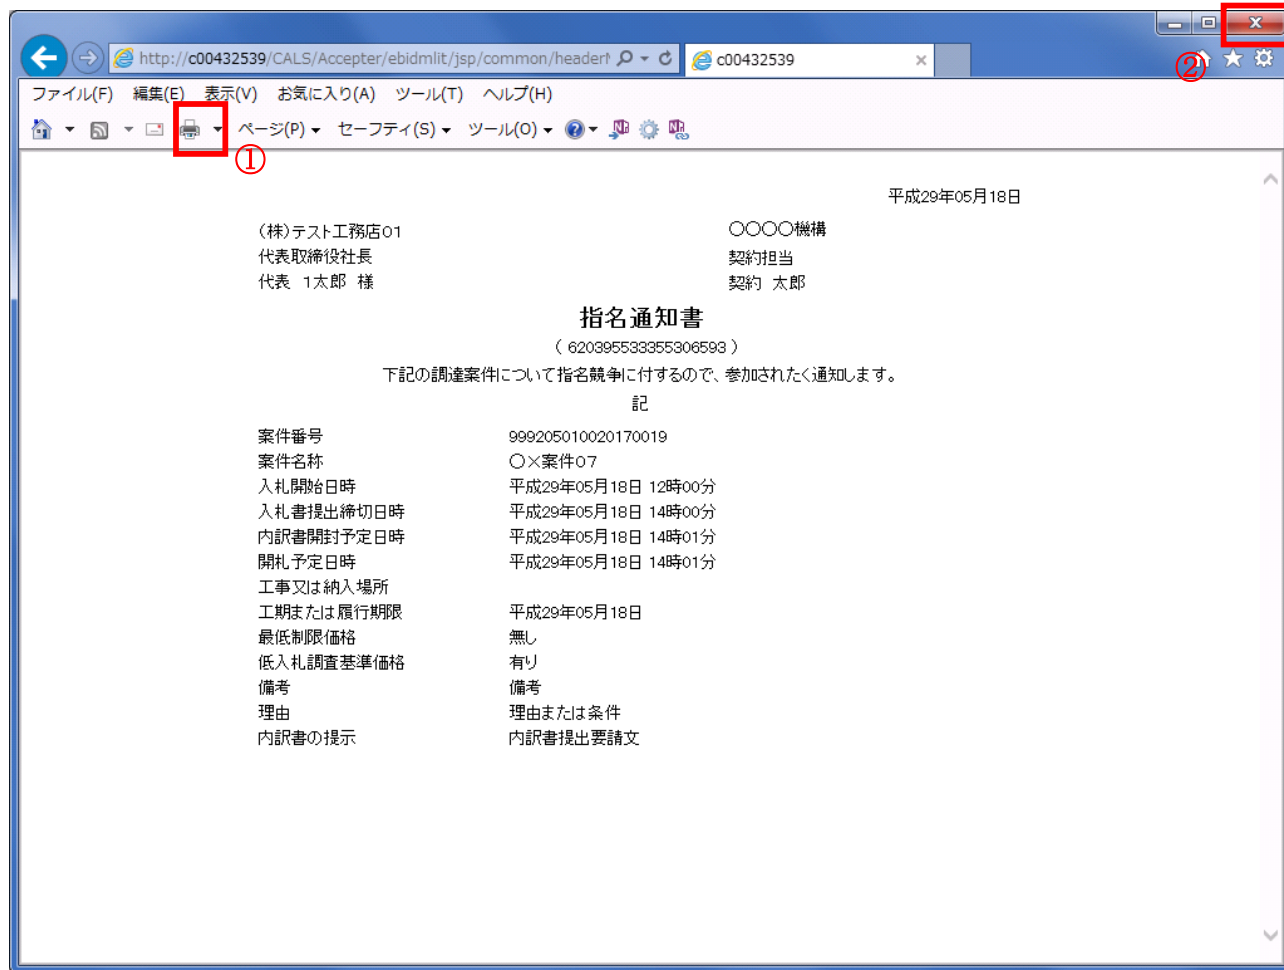 http://c00432539/CALS/Accepter/ebidmlit/jsp/common/header
c00432539
②
ファイル(F) 編集(E) 表示(V) お気に入り(A) ツール(T) ヘルプ(H)
ページ(P) セーフティ(S) ツール(O)
①
平成29年05月18日
(株)テスト工務店01
〇〇〇〇機構
代表取締役社長
契約担当
代表 1太郎 様
契約 太郎
指名通知書
( 620395533355306593 )
下記の調達案件について指名競争に付するので、参加されたく通知します。
記
案件番号 999205010020170019
案件名称 〇×案件07
入札開始日時 平成29年05月18日 12時00分
入札書提出締切日時 平成29年05月18日 14時00分
内訳書開封予定日時 平成29年05月18日 14時01分
開札予定日時 平成29年05月18日 14時01分
工事又は納入場所
工期または履行期限 平成29年05月18日
最低制限価格 無し
低入札調査基準価格 有り
備考 備考
理由 理由または条件
内訳書の提示 内訳書提出要請文